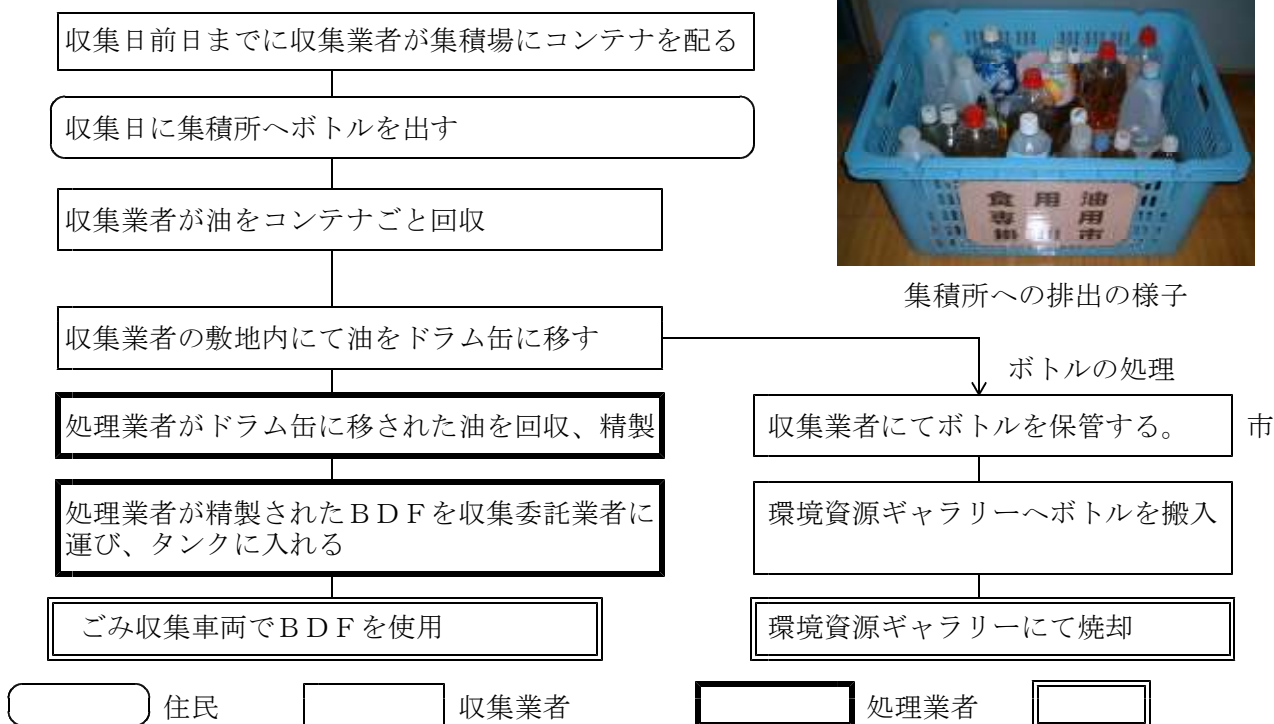 収集日前日までに収集業者が集積場にコンテナを配る
収集日に集積所へボトルを出す
収集業者が油をコンテナごと回収
収集業者の敷地内にて油をドラム缶に移す
処理業者がドラム缶に移された油を回収、精製
処理業者が精製されたBDFを収集委託業者に
運び、タンクに入れる
ごみ収集車両でBDFを使用
食用油
専用
掛川市
集積所への排出の様子
ボトルの処理
収集業者にてボトルを保管する。
市
環境資源ギャラリーへボトルを搬入
環境資源ギャラリーにて焼却
住民
収集業者
処理業者